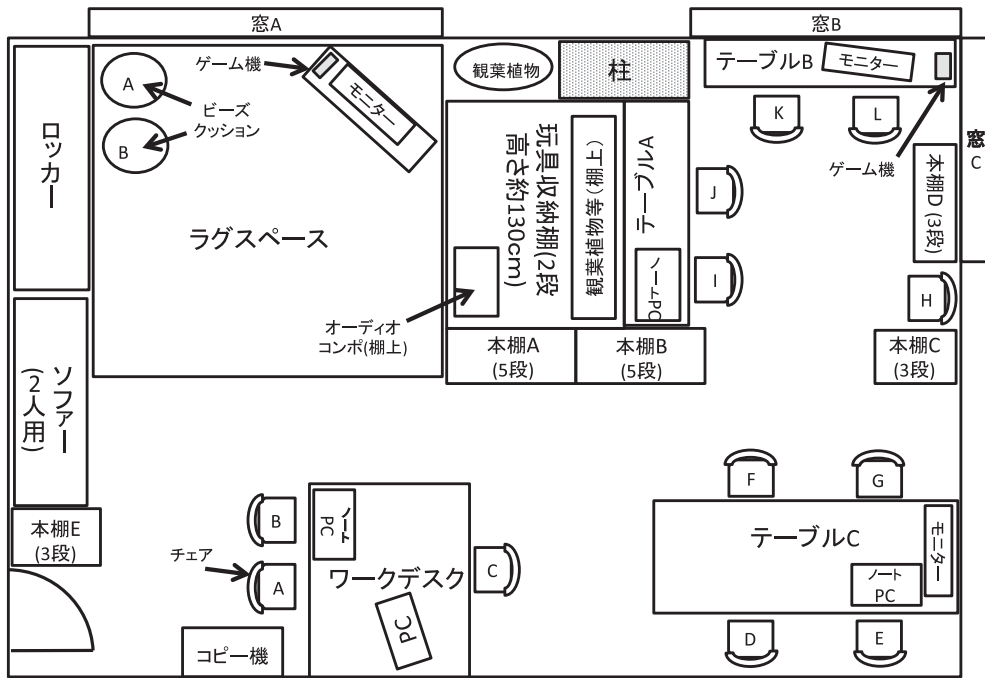 窓A
窓B
ロッカー
A
B
ビーズ
クッション
ゲーム機
モニター
観葉植物
柱
テーブルB
モニター
K
L
ゲーム機
窓
C
本棚D (3段)
ラグスペース
玩具収納棚(2段
高さ約130cm)
観葉植物等(棚上)
テーブルA
ノートPC
J
I
H
オーディオ
コンポ(棚上)
本棚A
(5段)
本棚B
(5段)
本棚C
(3段)
ソファー
(2人用)
本棚E
(3段)
チェア
B
A
ノート
PC
ワークデスク
PC
C
コピー機
F
G
テーブルC
モニター
ノート
PC
D
E